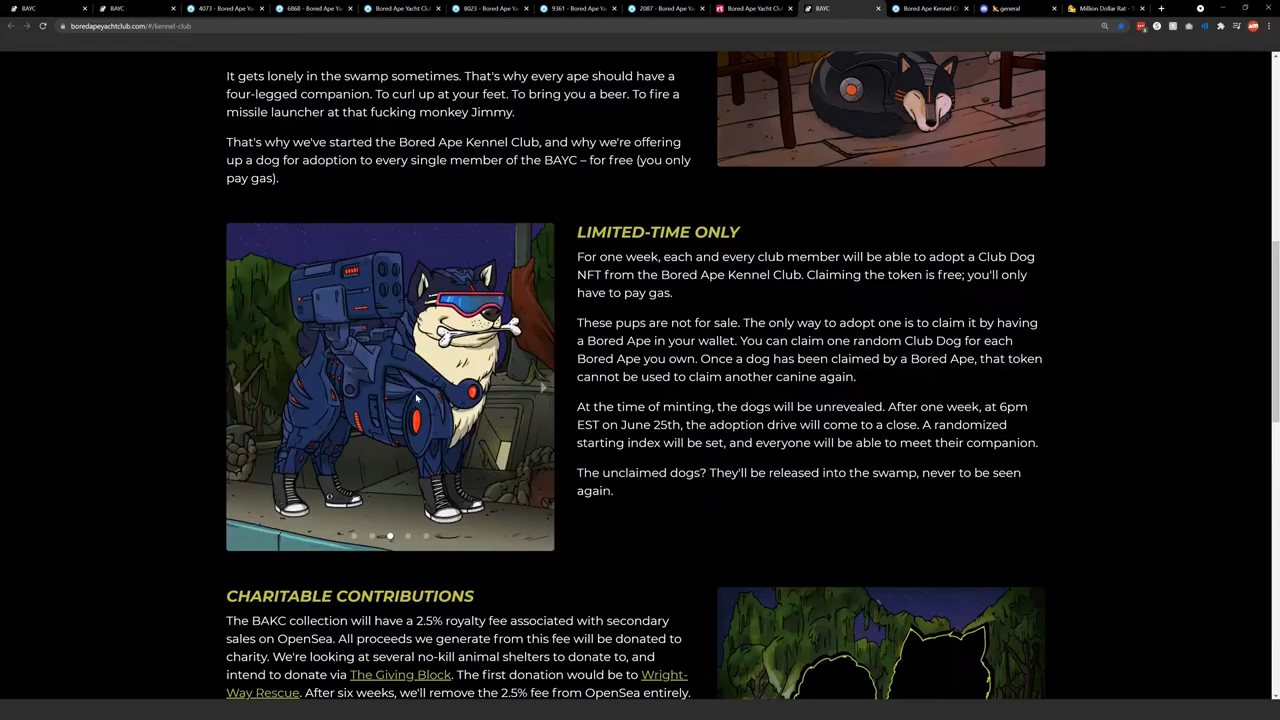 BAYC
BAYC
4073 - Bored Ape Ya
6868 - Bored Ape Ya
Bored Ape Yacht Clu
8023 - Bored Ape Ya
9361 - Bored Ape Ya
2087 - Bored Ape Ya
Bored Ape Yacht Clu
BAYC
Bored Ape Kennel Cl
general
Million Dollar Rat -
boredapeyachtclub.com/#/kennel-club
It gets lonely in the swamp sometimes. That's why every ape should have a
four-legged companion. To curl up at your feet. To bring you a beer. To fire a
missile launcher at that fucking monkey Jimmy.
That's why we've started the Bored Ape Kennel Club, and why we're offering
up a dog for adoption to every single member of the BAYC – for free (you only
pay gas).
LIMITED-TIME ONLY
For one week, each and every club member will be able to adopt a Club Dog
NFT from the Bored Ape Kennel Club. Claiming the token is free; you'll only
have to pay gas.
These pups are not for sale. The only way to adopt one is to claim it by having
a Bored Ape in your wallet. You can claim one random Club Dog for each
Bored Ape you own. Once a dog has been claimed by a Bored Ape, that token
cannot be used to claim another canine again.
At the time of minting, the dogs will be unrevealed. After one week, at 6pm
EST on June 25th, the adoption drive will come to a close. A randomized
starting index will be set, and everyone will be able to meet their companion.
The unclaimed dogs? They'll be released into the swamp, never to be seen
again.
CHARITABLE CONTRIBUTIONS
The BAKC collection will have a 2.5% royalty fee associated with secondary
sales on OpenSea. All proceeds we generate from this fee will be donated to
charity. We're looking at several no-kill animal shelters to donate to, and
intend to donate via The Giving Block. The first donation would be to Wright-
Way Rescue. After six weeks, we'll remove the 2.5% fee from OpenSea entirely.